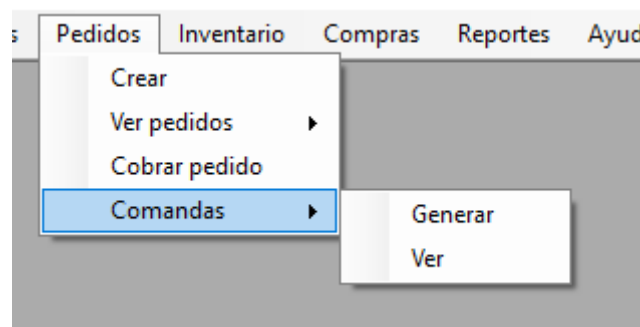 s Pedidos Inventario Compras Reportes Ayud
Crear
Ver pedidos
Cobrar pedido
Comandas
Generar
Ver